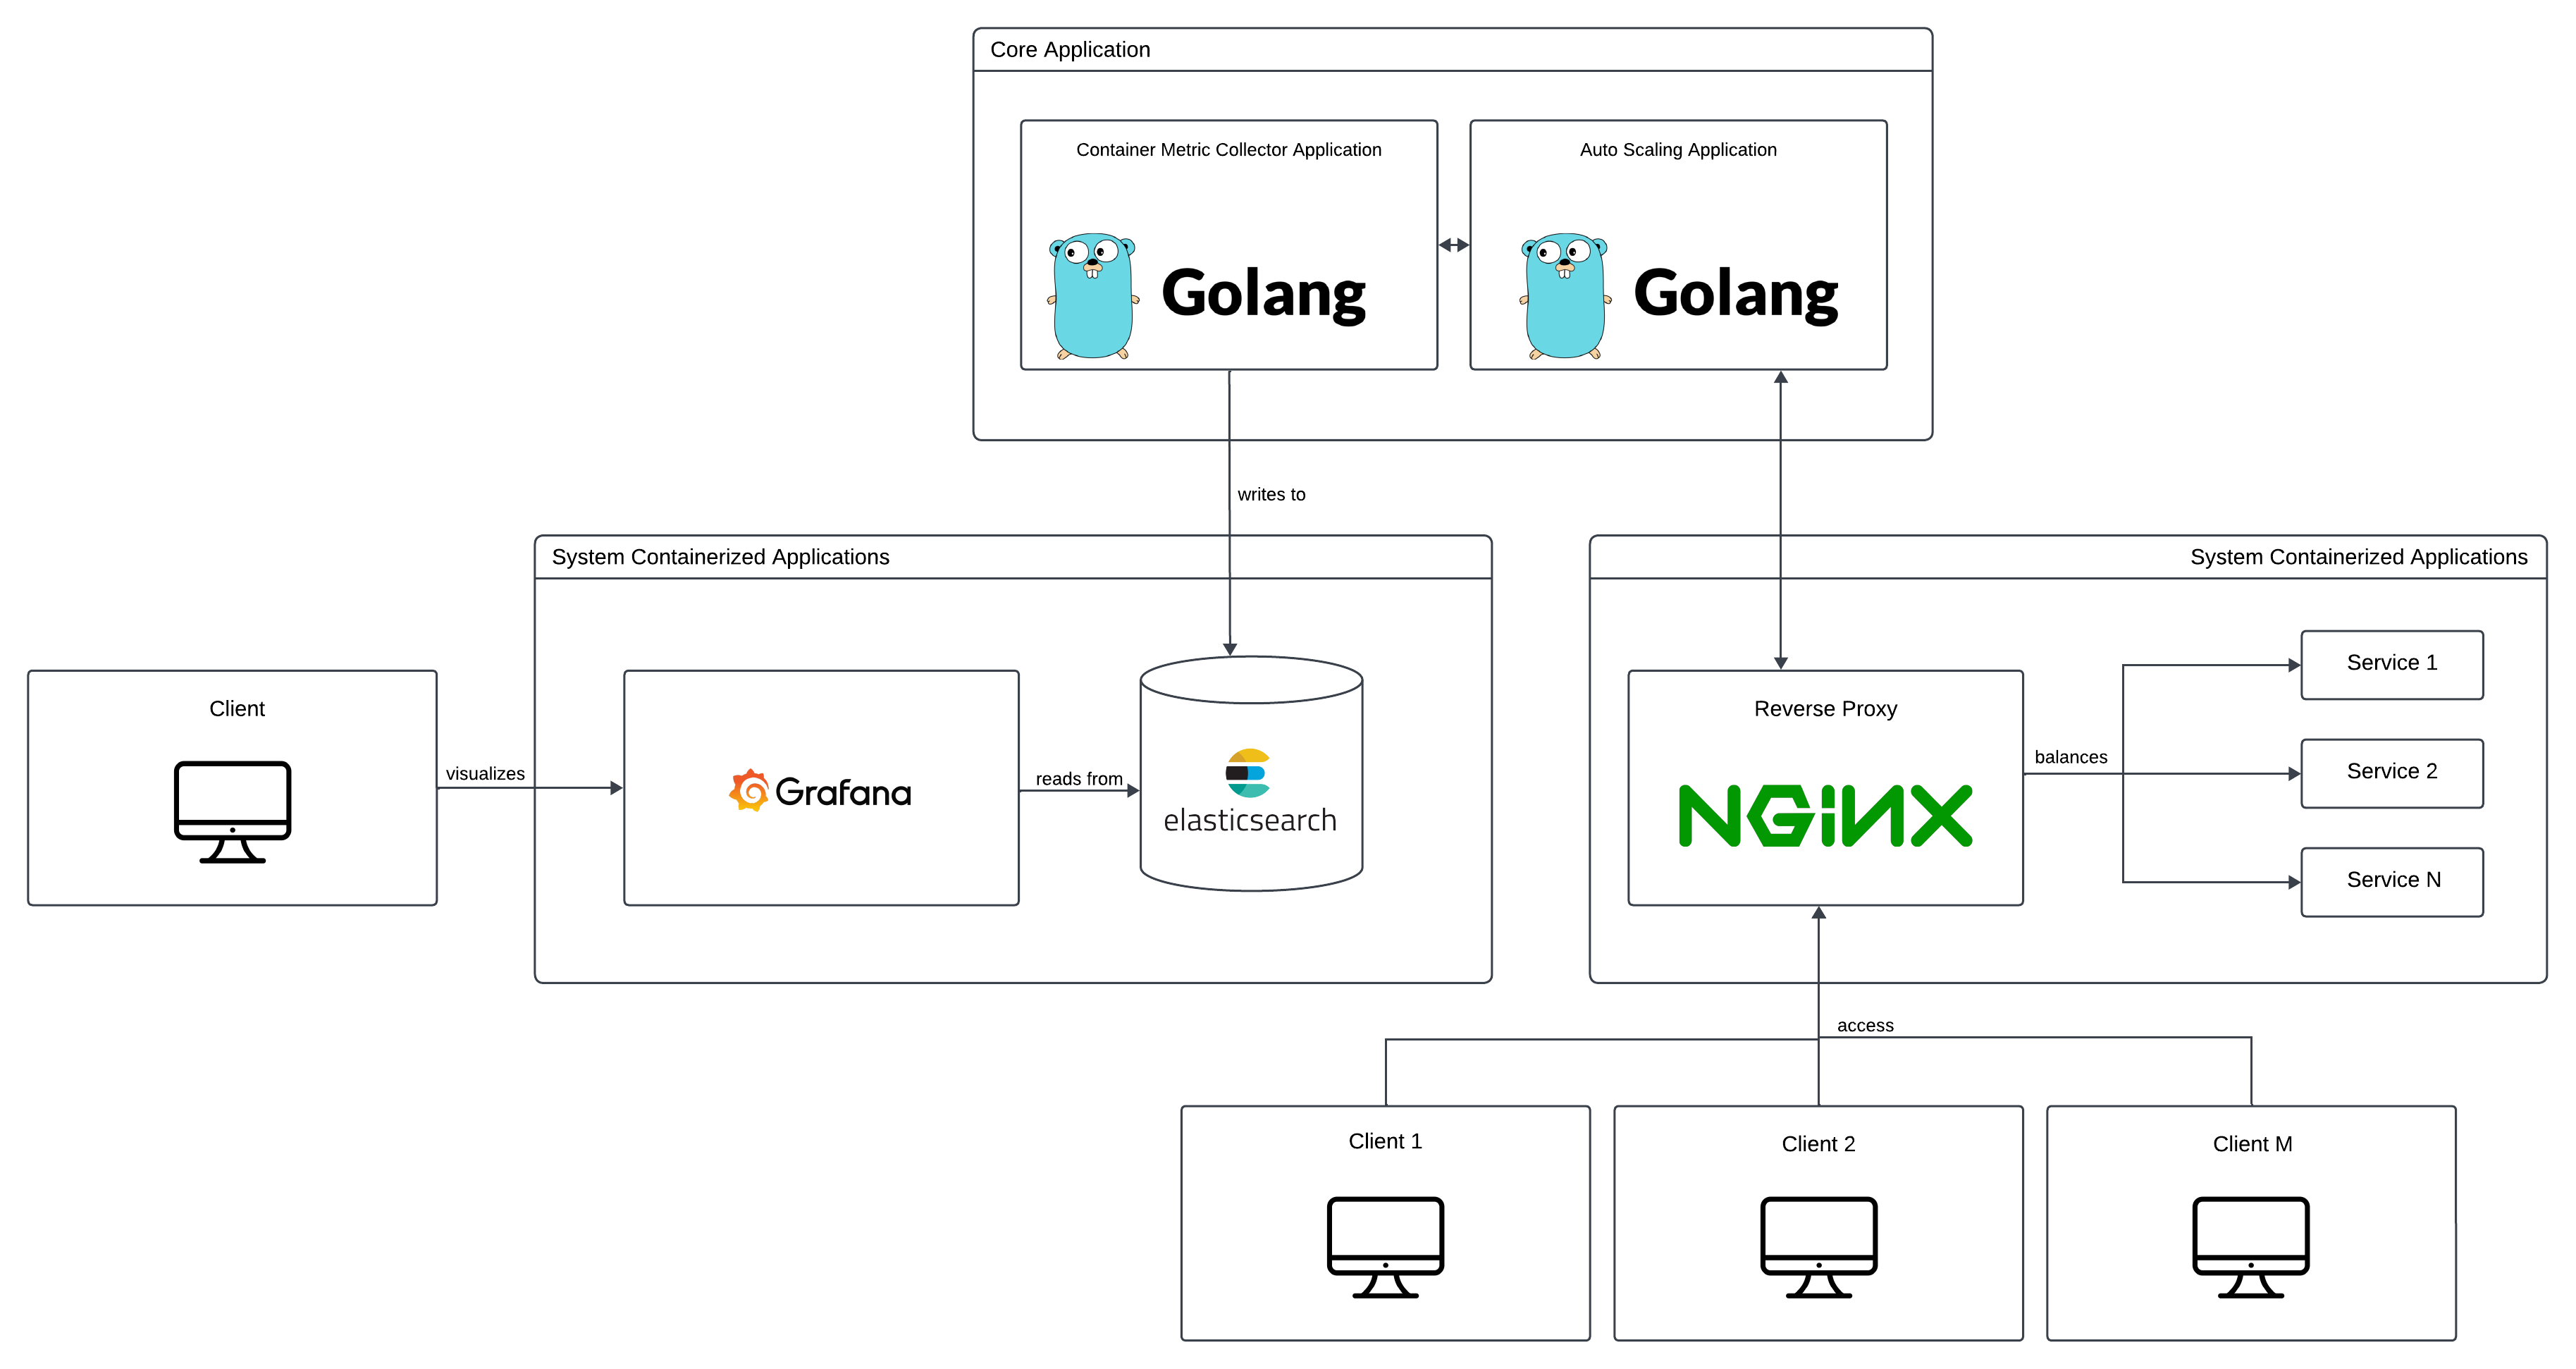 Core Application
Container Metric Collector Application
Auto Scaling Application
Golang
Golang
writes to
System Containerized Applications
System Containerized Applications
Client
visualizes
Grafana
reads from
elasticsearch
Reverse Proxy
NGiNX
balances
Service 1
Service 2
Service N
access
Client 1
Client 2
Client M